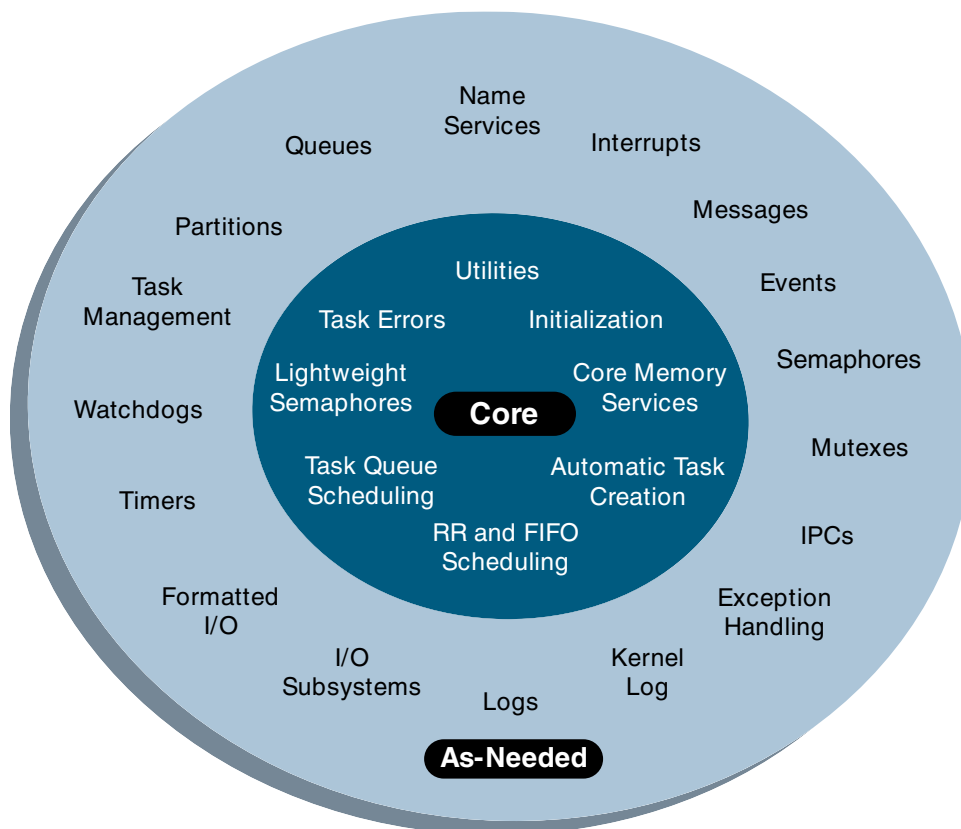 Name
Services
Queues
Interrupts
Messages
Partitions
Utilities
Events
Task
Management
Task Errors
Initialization
Semaphores
Lightweight
Semaphores
Core Memory
Services
Core
Watchdogs
Mutexes
Task Queue
Scheduling
Automatic Task
Creation
Timers
RR and FIFO
Scheduling
IPCs
Formatted
I/O
Exception
Handling
I/O
Subsystems
Kernel
Log
Logs
As-Needed